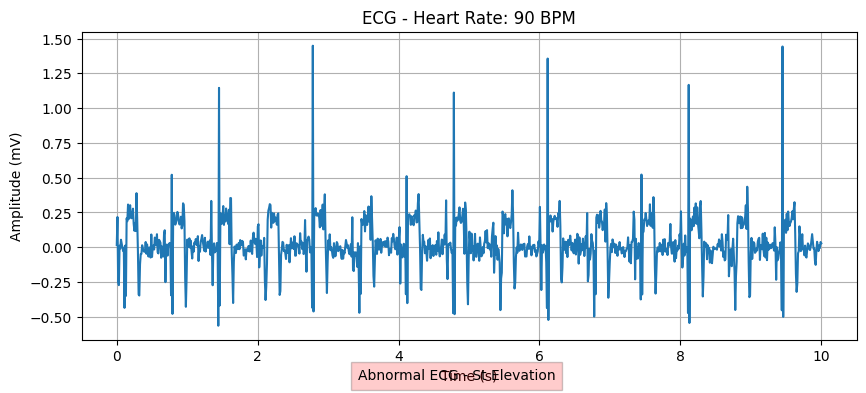 ECG - Heart Rate: 90 BPM
Amplitude (mV)
1.50
1.25
1.00
0.75
0.50
0.25
0.00
−0.25
−0.50
0 2 4 6 8 10
Time (s)
Abnormal ECG - St Elevation